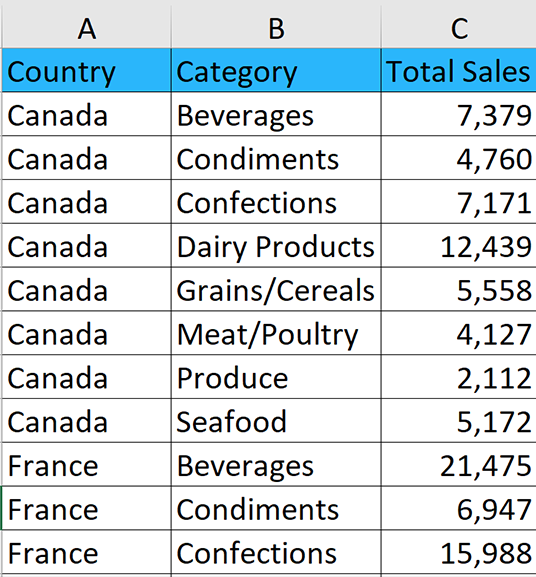 A B C
Country Category Total Sales
Canada Beverages 7,379
Canada Condiments 4,760
Canada Confections 7,171
Canada Dairy Products 12,439
Canada Grains/Cereals 5,558
Canada Meat/Poultry 4,127
Canada Produce 2,112
Canada Seafood 5,172
France Beverages 21,475
France Condiments 6,947
France Confections 15,988